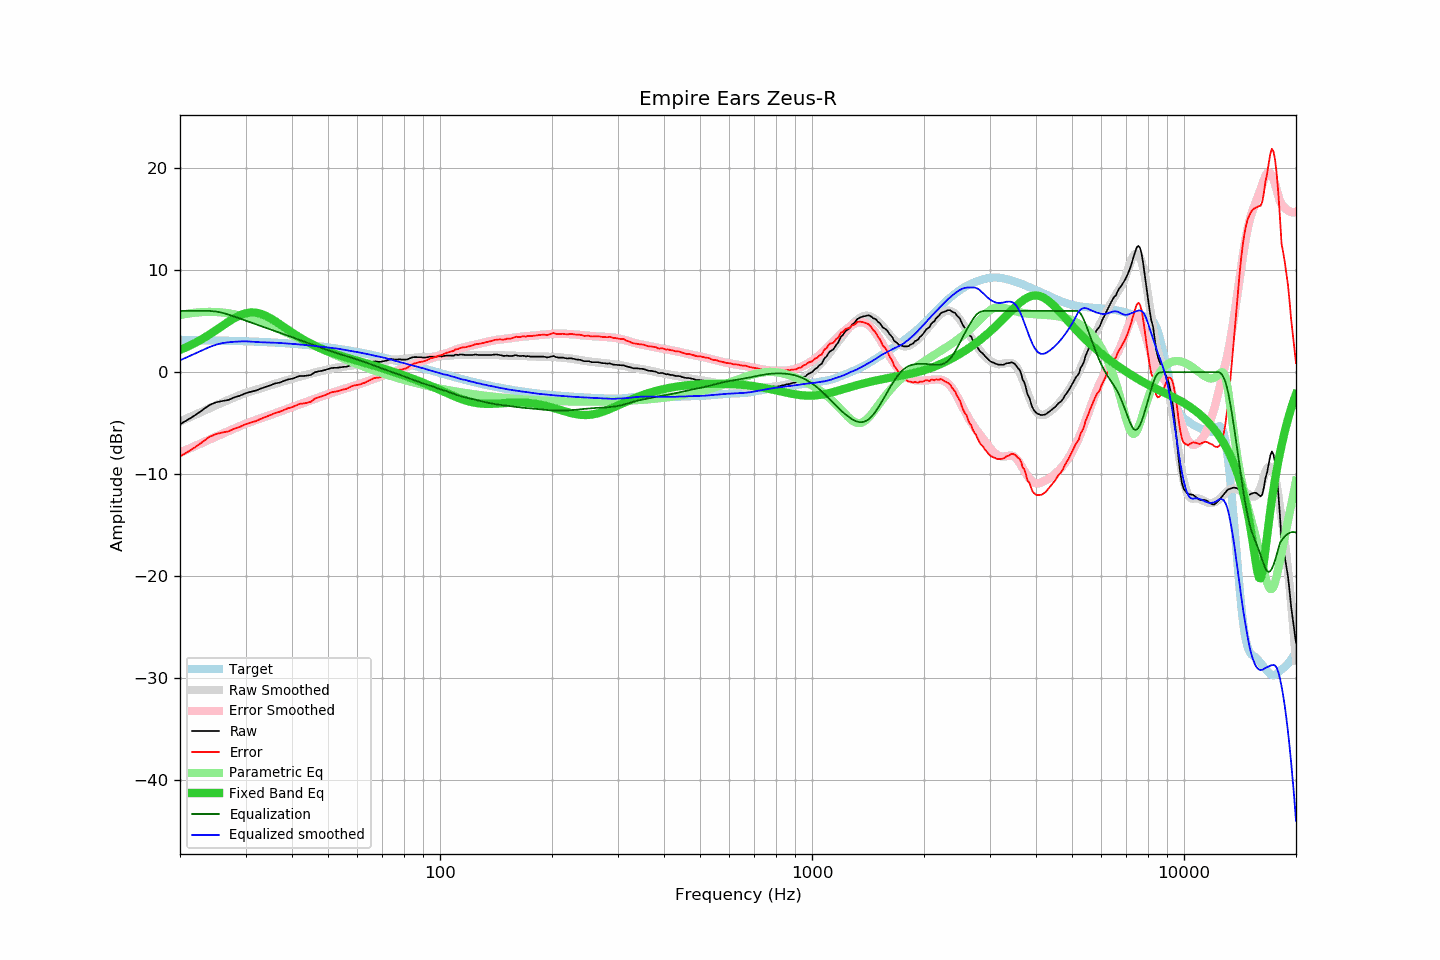 Empire Ears Zeus-R
20
10
0
−10
−20
−30
−40
Amplitude (dBr)
Target
Raw Smoothed
Error Smoothed
Raw
Error
Parametric Eq
Fixed Band Eq
Equalization
Equalized smoothed
100 1000 10000
Frequency (Hz)